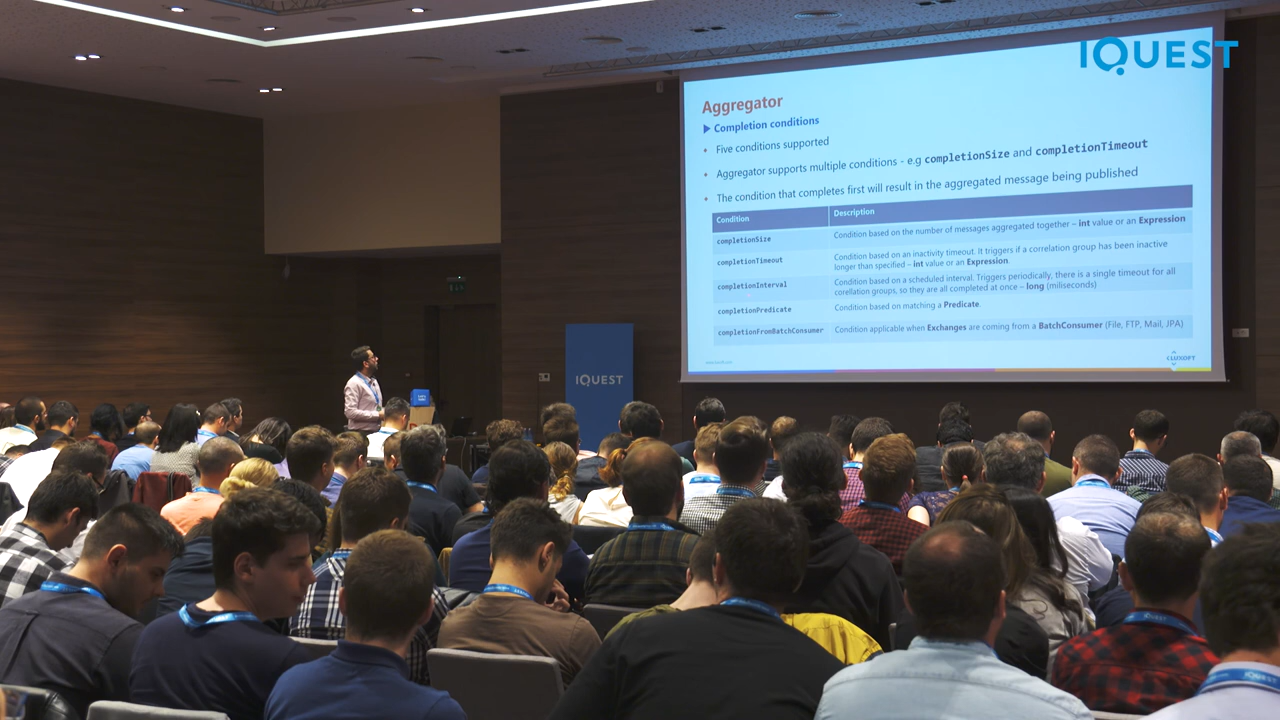 IQUEST
Aggregator
Completion conditions
• Five conditions supported
• Aggregator supports multiple conditions - e.g completionSize and completionTimeout
• The condition that completes first will result in the aggregated message being published
Condition Description
completionSize Condition based on the number of messages aggregated together – int value or an Expression
completionTimeout Condition based on an inactivity timeout. It triggers if a correlation group has been inactive
longer than specified – int value or an Expression.
completionInterval Condition based on a scheduled interval. Triggers periodically, there is a single timeout for all
corellation groups, so they are all completed at once – long (miliseconds)
completionPredicate Condition based on matching a Predicate.
completionFromBatchConsumer Condition applicable when Exchanges are coming from a BatchConsumer (File, FTP, Mail, JPA)
LUXOFT
IQUEST